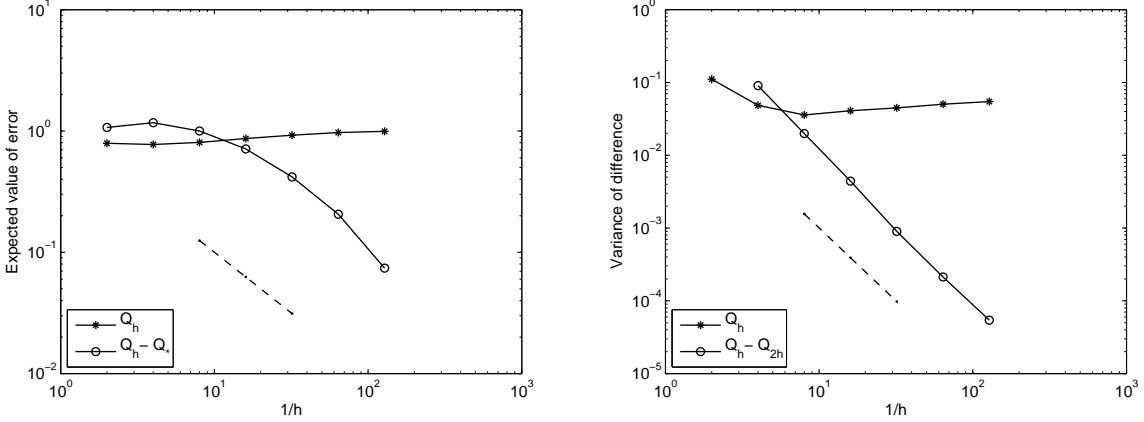 10^1
10^0
10^-1
10^-2
Expected value of error
Q_h
Q_h – Q_*
10^0
10^1
10^2
10^3
1/h
10^0
10^-1
10^-2
10^-3
10^-4
10^-5
Variance of difference
Q_h
Q_h – Q_2h
10^0
10^1
10^2
10^3
1/h